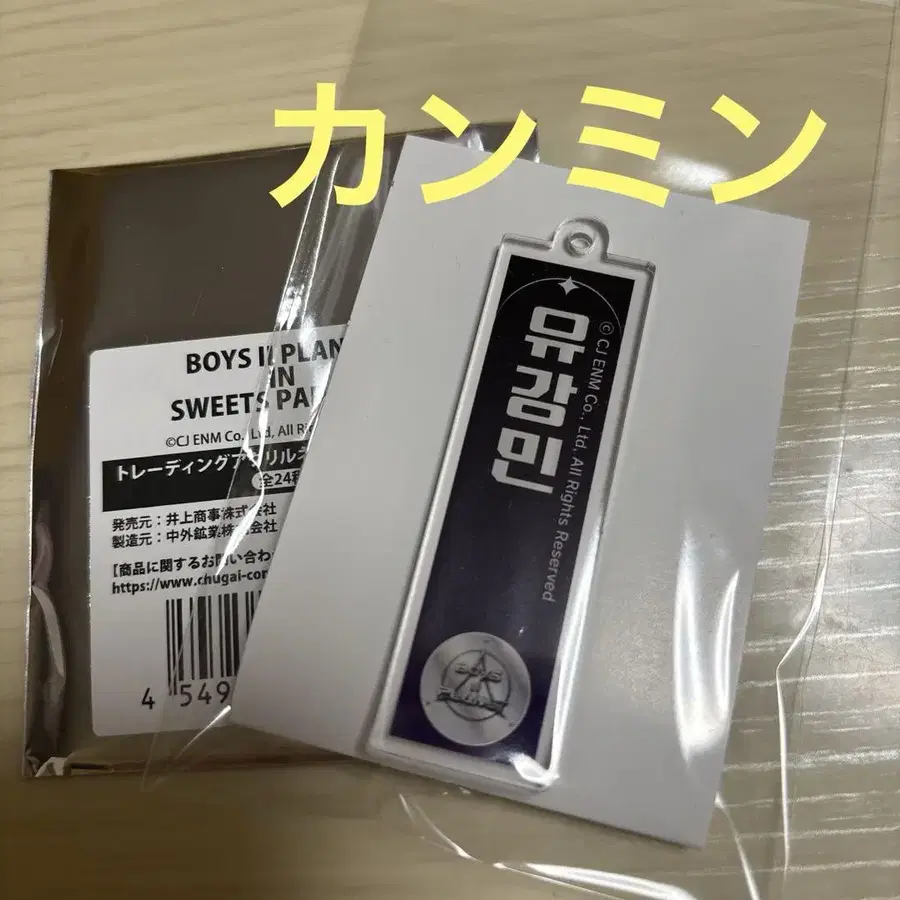 カンミン
BOYS II PLAN
IN
SWEETS PA
©CJ ENM Co., Ltd, All Ri
トレーディングアクリルネ
全24種
発売元：井上商事株式会社
製造元：中外鉱業株式会社
【商品に関するお問い合わ
https://www.chugai-con
4 549
유강민
© CJ ENM Co., Ltd, All Rights Reserved
BOYS
II
PLANET